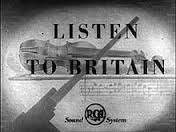 LISTEN
TO BRITAIN
Sound RCA System